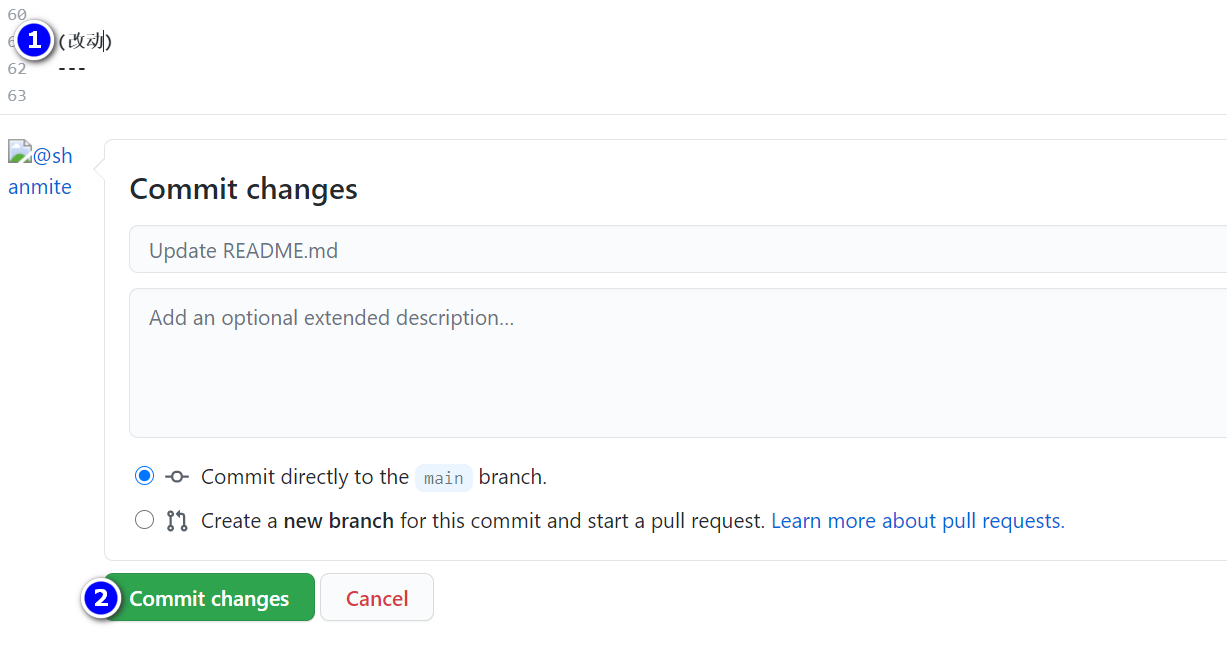 60
1 (改动)
62 ---
63
@sh
anmite
Commit changes
Update README.md
Add an optional extended description...
Commit directly to the main branch.
Create a new branch for this commit and start a pull request. Learn more about pull requests.
2 Commit changes Cancel